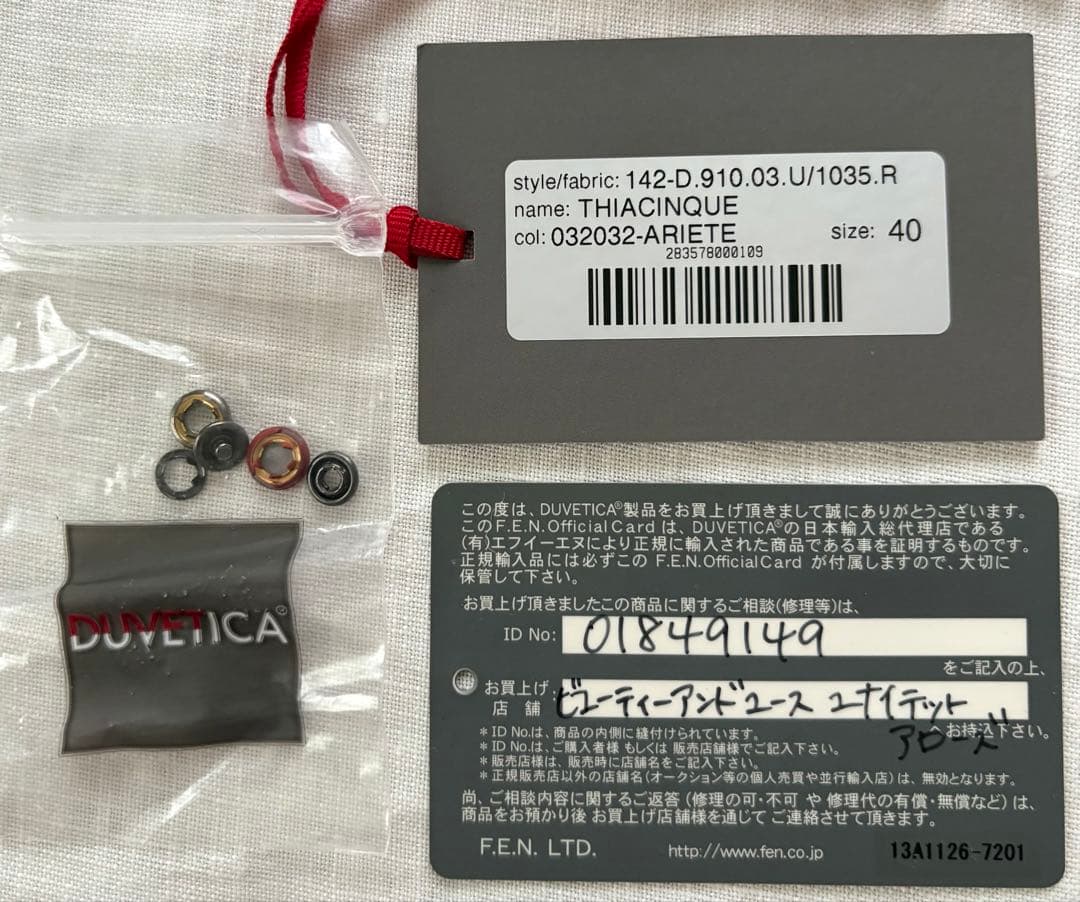 style/fabric: 142-D.910.03.U/1035.R
name: THIACINQUE
col: 032032-ARIETE size: 40
283578000109
DUVETICA®
この度は、DUVETICA®製品をお買上げ頂きまして誠にありがとうございます。
このF.E.N.Official Card は、DUVETICA®の日本輸入総代理店である
(有)エフイーエヌにより正規に輸入された商品である事を証明するものです。
正規輸入品には必ずこの F.E.N.Official Card が付属しますので、大切に
保管して下さい。
お買上げ頂きましたこの商品に関するご相談(修理等)は、
ID No: 01849149
をご記入の上、
お買上げ
店 舗 ビューティーアンドユース ユナイテット
アローズ
お持込下さい。
＊ID No.は、商品の内側に縫付けられています。
＊ID No.は、ご購入者様 もしくは 販売店舗様でご記入下さい。
＊販売店様は、販売時に店舗名をご記入下さい。
＊正規販売店以外の店舗名(オークション等の個人売買や並行輸入店)は、無効となります。
尚、ご相談内容に関するご返答 (修理の可・不可 や 修理代の有償・無償など) は、
商品をお預かり後 お買上げ店舗様を通じて ご連絡させて頂きます。
F.E.N. LTD. http://www.fen.co.jp 13A1126-7201